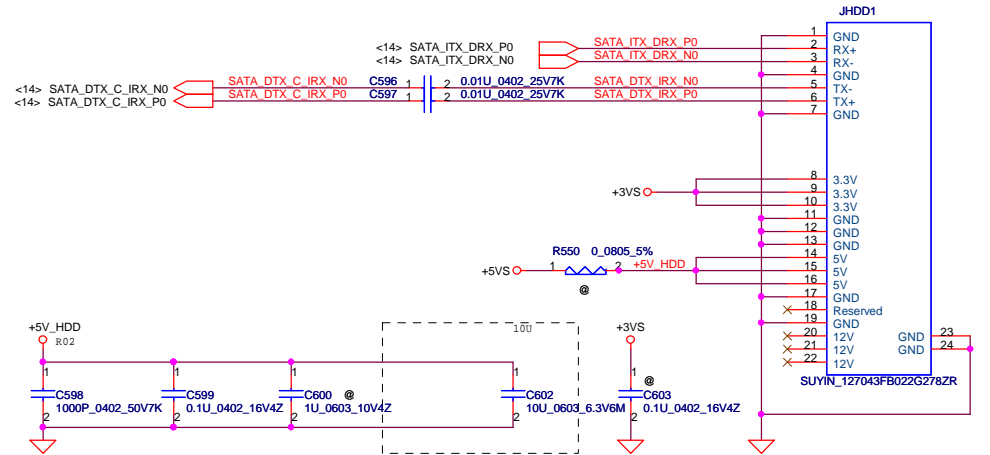 JHDD1
1 GND
<14> SATA_ITX_DRX_P0 SATA_ITX_DRX_P0 2 RX+
<14> SATA_ITX_DRX_N0 SATA_ITX_DRX_N0 3 RX-
4 GND
<14> SATA_DTX_C_IRX_N0 SATA_DTX_C_IRX_N0 C596 1 2 0.01U_0402_25V7K SATA_DTX_IRX_N0 5 TX-
<14> SATA_DTX_C_IRX_P0 SATA_DTX_C_IRX_P0 C597 1 2 0.01U_0402_25V7K SATA_DTX_IRX_P0 6 TX+
7 GND
8 3.3V
+3VS 9 3.3V
10 3.3V
11 GND
12 GND
13 GND
R550 0_0805_5% 14 5V
+5VS 1 2 +5V_HDD 15 5V
@ 16 5V
17 GND
18 Reserved
19 GND
20 12V GND 23
21 12V GND 24
22 12V
SUYIN_127043FB022G278ZR
+5V_HDD
R02
10U
+3VS
1 C598 2 1000P_0402_50V7K
1 C599 2 0.1U_0402_16V4Z
1 C600 @ 2 1U_0603_10V4Z
1 C602 2 10U_0603_6.3V6M
1 @ C603 2 0.1U_0402_16V4Z